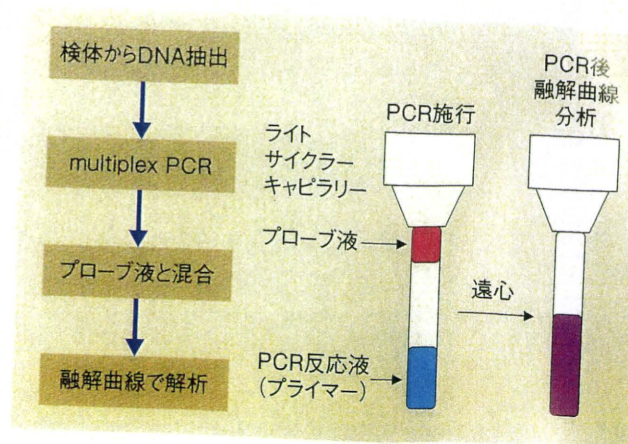 検体からDNA抽出
multiplex PCR
プローブ液と混合
融解曲線で解析
ライト
サイクラー
キャピラリー
PCR施行
プローブ液
PCR反応液
(プライマー)
遠心
PCR後
融解曲線
分析